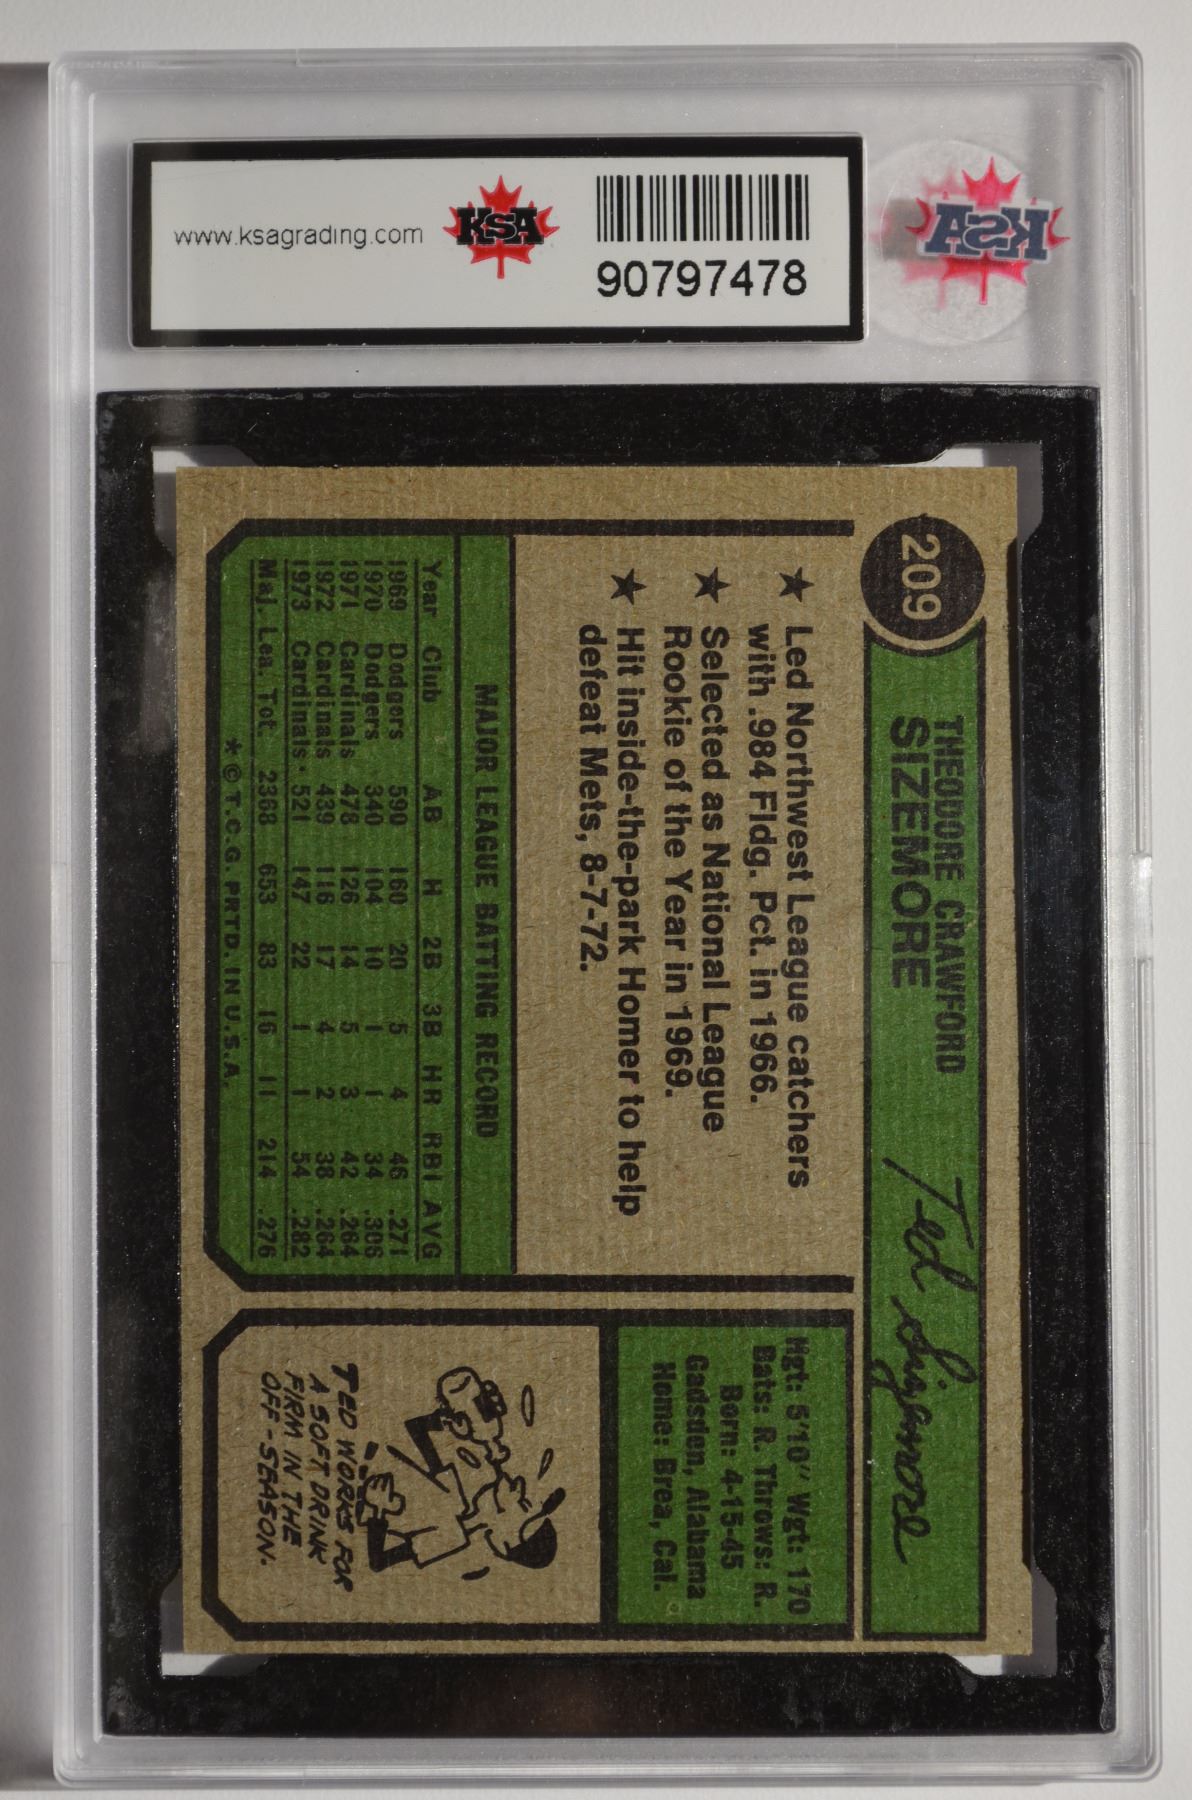 www.ksagrading.com
KSA
90797478
KSA
209
THEODORE CRAWFORD
SIZEMORE
Ted Sizemore
★ Led Northwest League catchers
with .984 Fldg. Pct. in 1966.
★ Selected as National League
Rookie of the Year in 1969.
★ Hit inside-the-park Homer to help
defeat Mets, 8-7-72.
MAJOR LEAGUE BATTING RECORD
Year Club AB H 2B 3B HR RBI AVG
1969 Dodgers 590 160 20 5 4 46 .271
1970 Dodgers 340 104 10 1 1 34 .306
1971 Cardinals 478 126 14 5 3 42 .264
1972 Cardinals 439 116 17 4 2 38 .264
1973 Cardinals 521 147 22 1 1 54 .282
Maj. Lea. Tot. 2368 653 83 16 11 214 .276
★ © T.C.G. PRTD. IN U.S.A.
Hgt: 5'10" Wgt: 170
Bats: R. Throws: R.
Born: 4-15-45
Gadsden, Alabama
Home: Brea, Cal.
TED WORKS FOR
A SOFT DRINK
FIRM IN THE
OFF-SEASON.